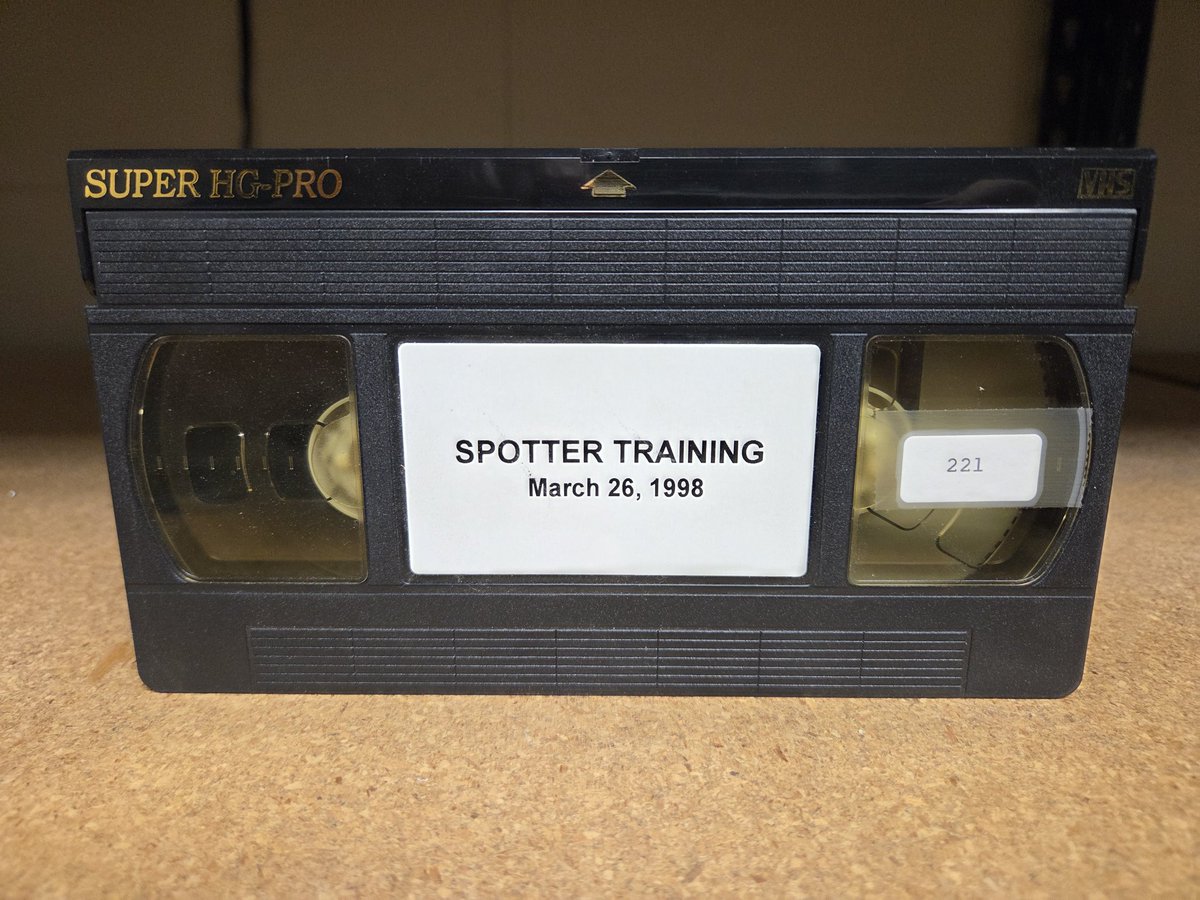 SUPER HG-PRO
VHS
SPOTTER TRAINING
March 26, 1998
221